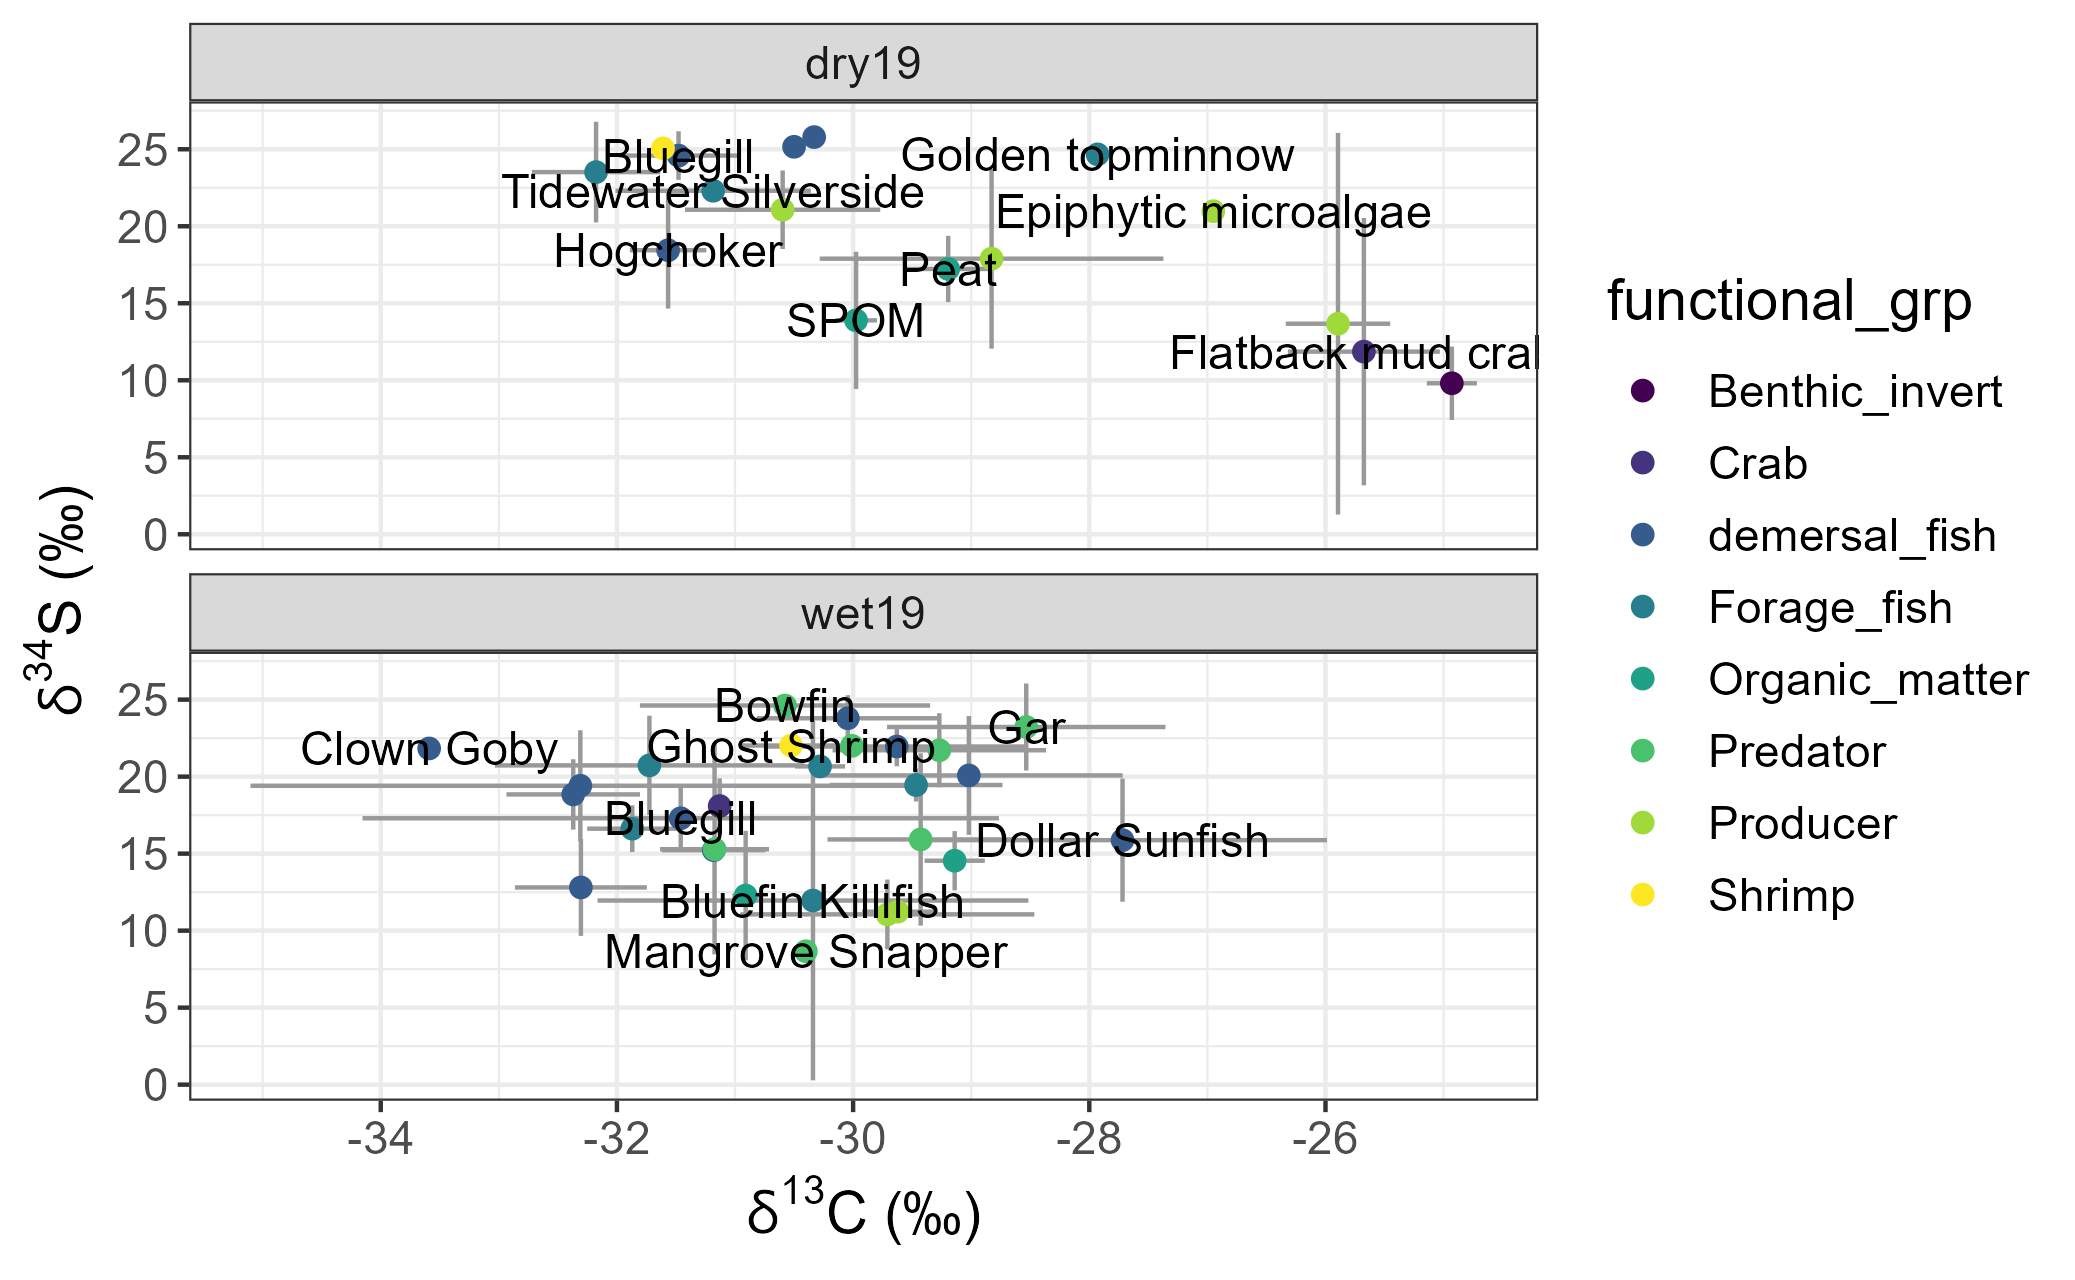 dry19
25
20
15
10
5
0
Bluegill
Golden topminnow
Tidewater Silverside
Epiphytic microalgae
Hogchoker
Peat
SPOM
Flatback mud cral
wet19
25
20
15
10
5
0
Bowfin
Gar
Clown Goby
Ghost Shrimp
Bluegill
Dollar Sunfish
Bluefin Killifish
Mangrove Snapper
-34
-32
-30
-28
-26
δ¹³C (‰)
δ³⁴S (‰)
functional_grp
Benthic_invert
Crab
demersal_fish
Forage_fish
Organic_matter
Predator
Producer
Shrimp